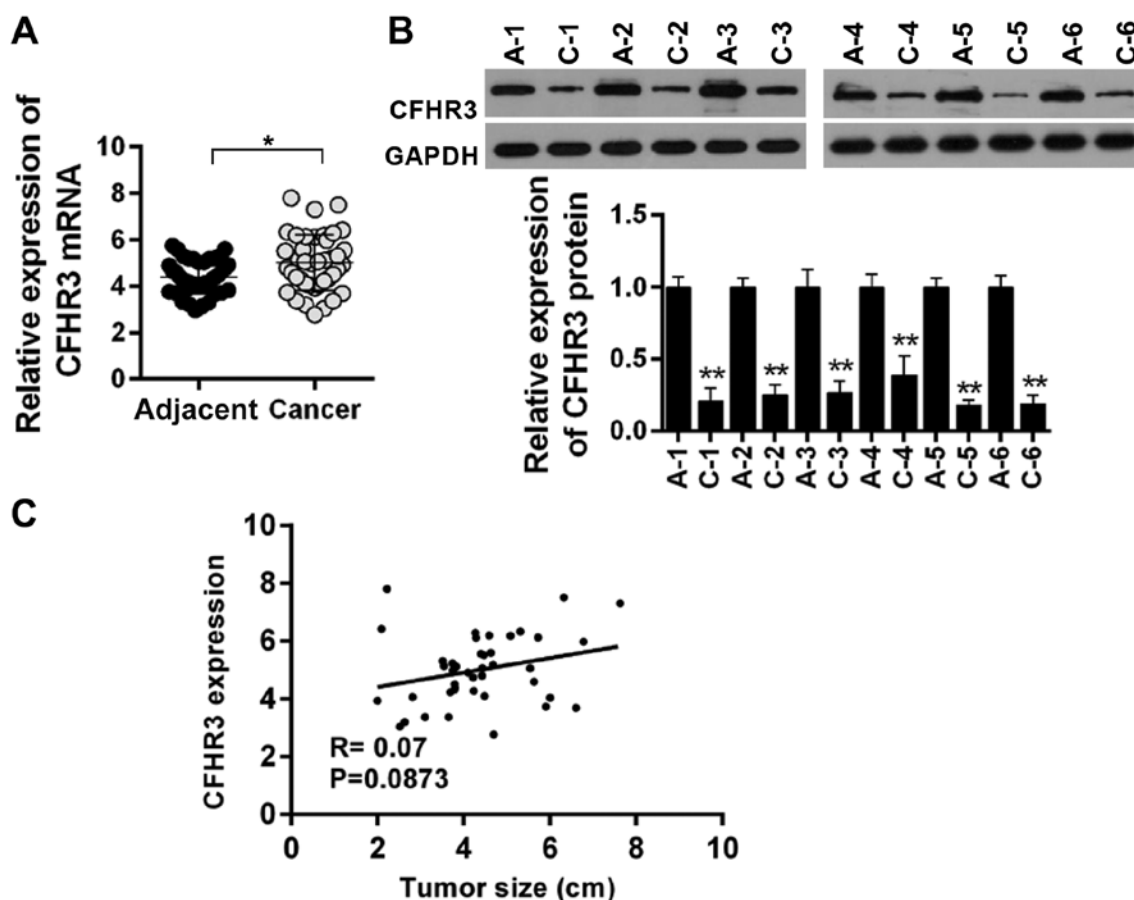 A
Relative expression of
CFHR3 mRNA
10
8
6
4
2
0
*
Adjacent Cancer
B
A-1 C-1 A-2 C-2 A-3 C-3 A-4 C-4 A-5 C-5 A-6 C-6
CFHR3
GAPDH
Relative expression
of CFHR3 protein
1.5
1.0
0.5
0.0
** ** ** ** ** **
A-1 C-1 A-2 C-2 A-3 C-3 A-4 C-4 A-5 C-5 A-6 C-6
C
CFHR3 expression
10
8
6
4
2
0
R= 0.07
P=0.0873
0 2 4 6 8 10
Tumor size (cm)